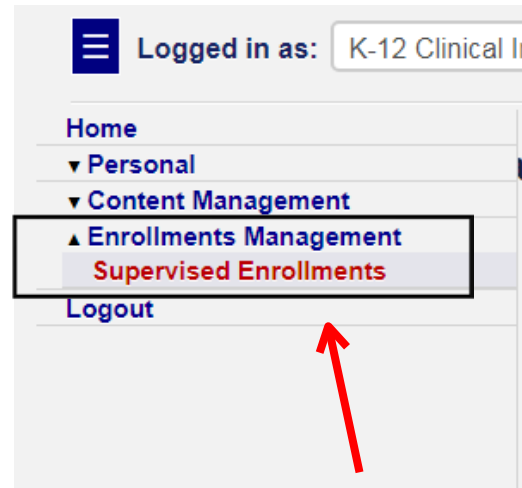 Logged in as: K-12 Clinical
Home
Personal
Content Management
Enrollments Management
Supervised Enrollments
Logout